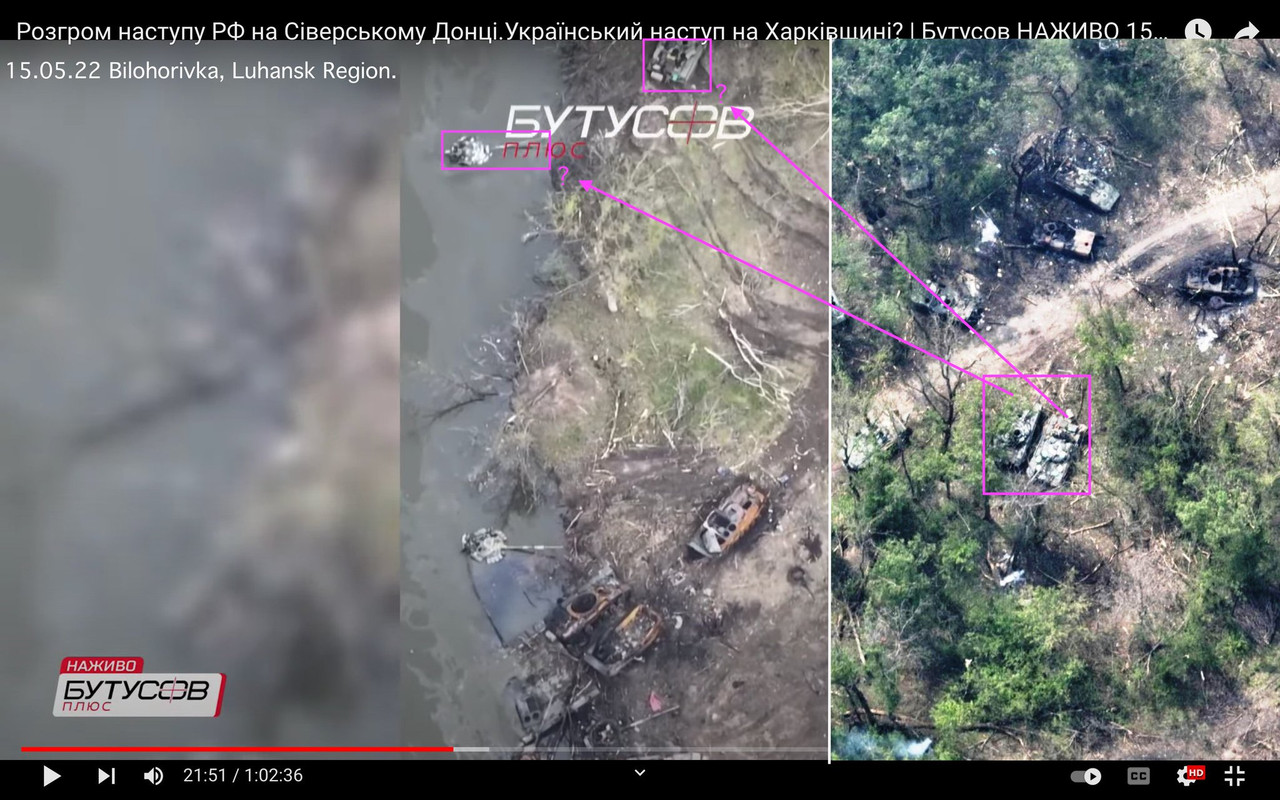 Розгром наступу РФ на Сіверському Донці.Український наступ на Харківщині? | Бутусов НАЖИВО 15...
15.05.22 Bilohorivka, Luhansk Region.
?
БУТУСОВ
ПЛЮС
?
НАЖИВО
БУТУСОВ
ПЛЮС
21:51 / 1:02:36
CC
HD